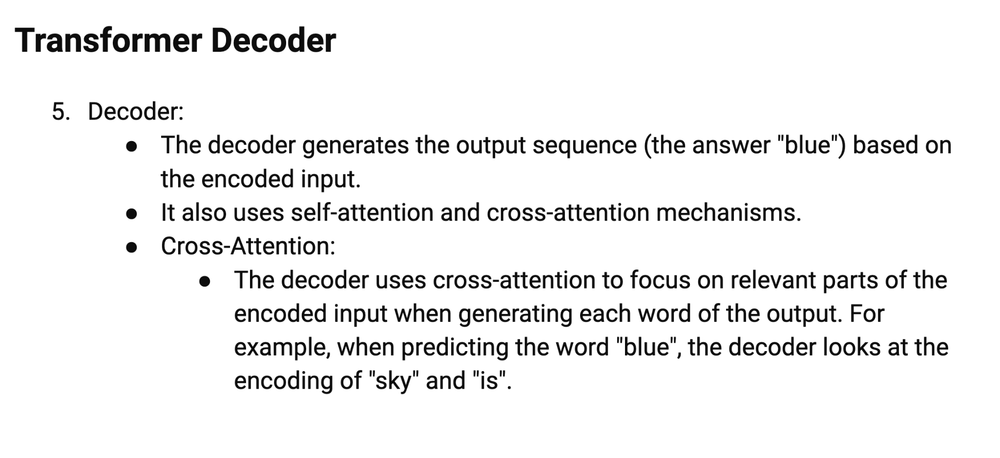 Transformer Decoder
5. Decoder:
● The decoder generates the output sequence (the answer "blue") based on
the encoded input.
● It also uses self-attention and cross-attention mechanisms.
● Cross-Attention:
● The decoder uses cross-attention to focus on relevant parts of the
encoded input when generating each word of the output. For
example, when predicting the word "blue", the decoder looks at the
encoding of "sky" and "is".